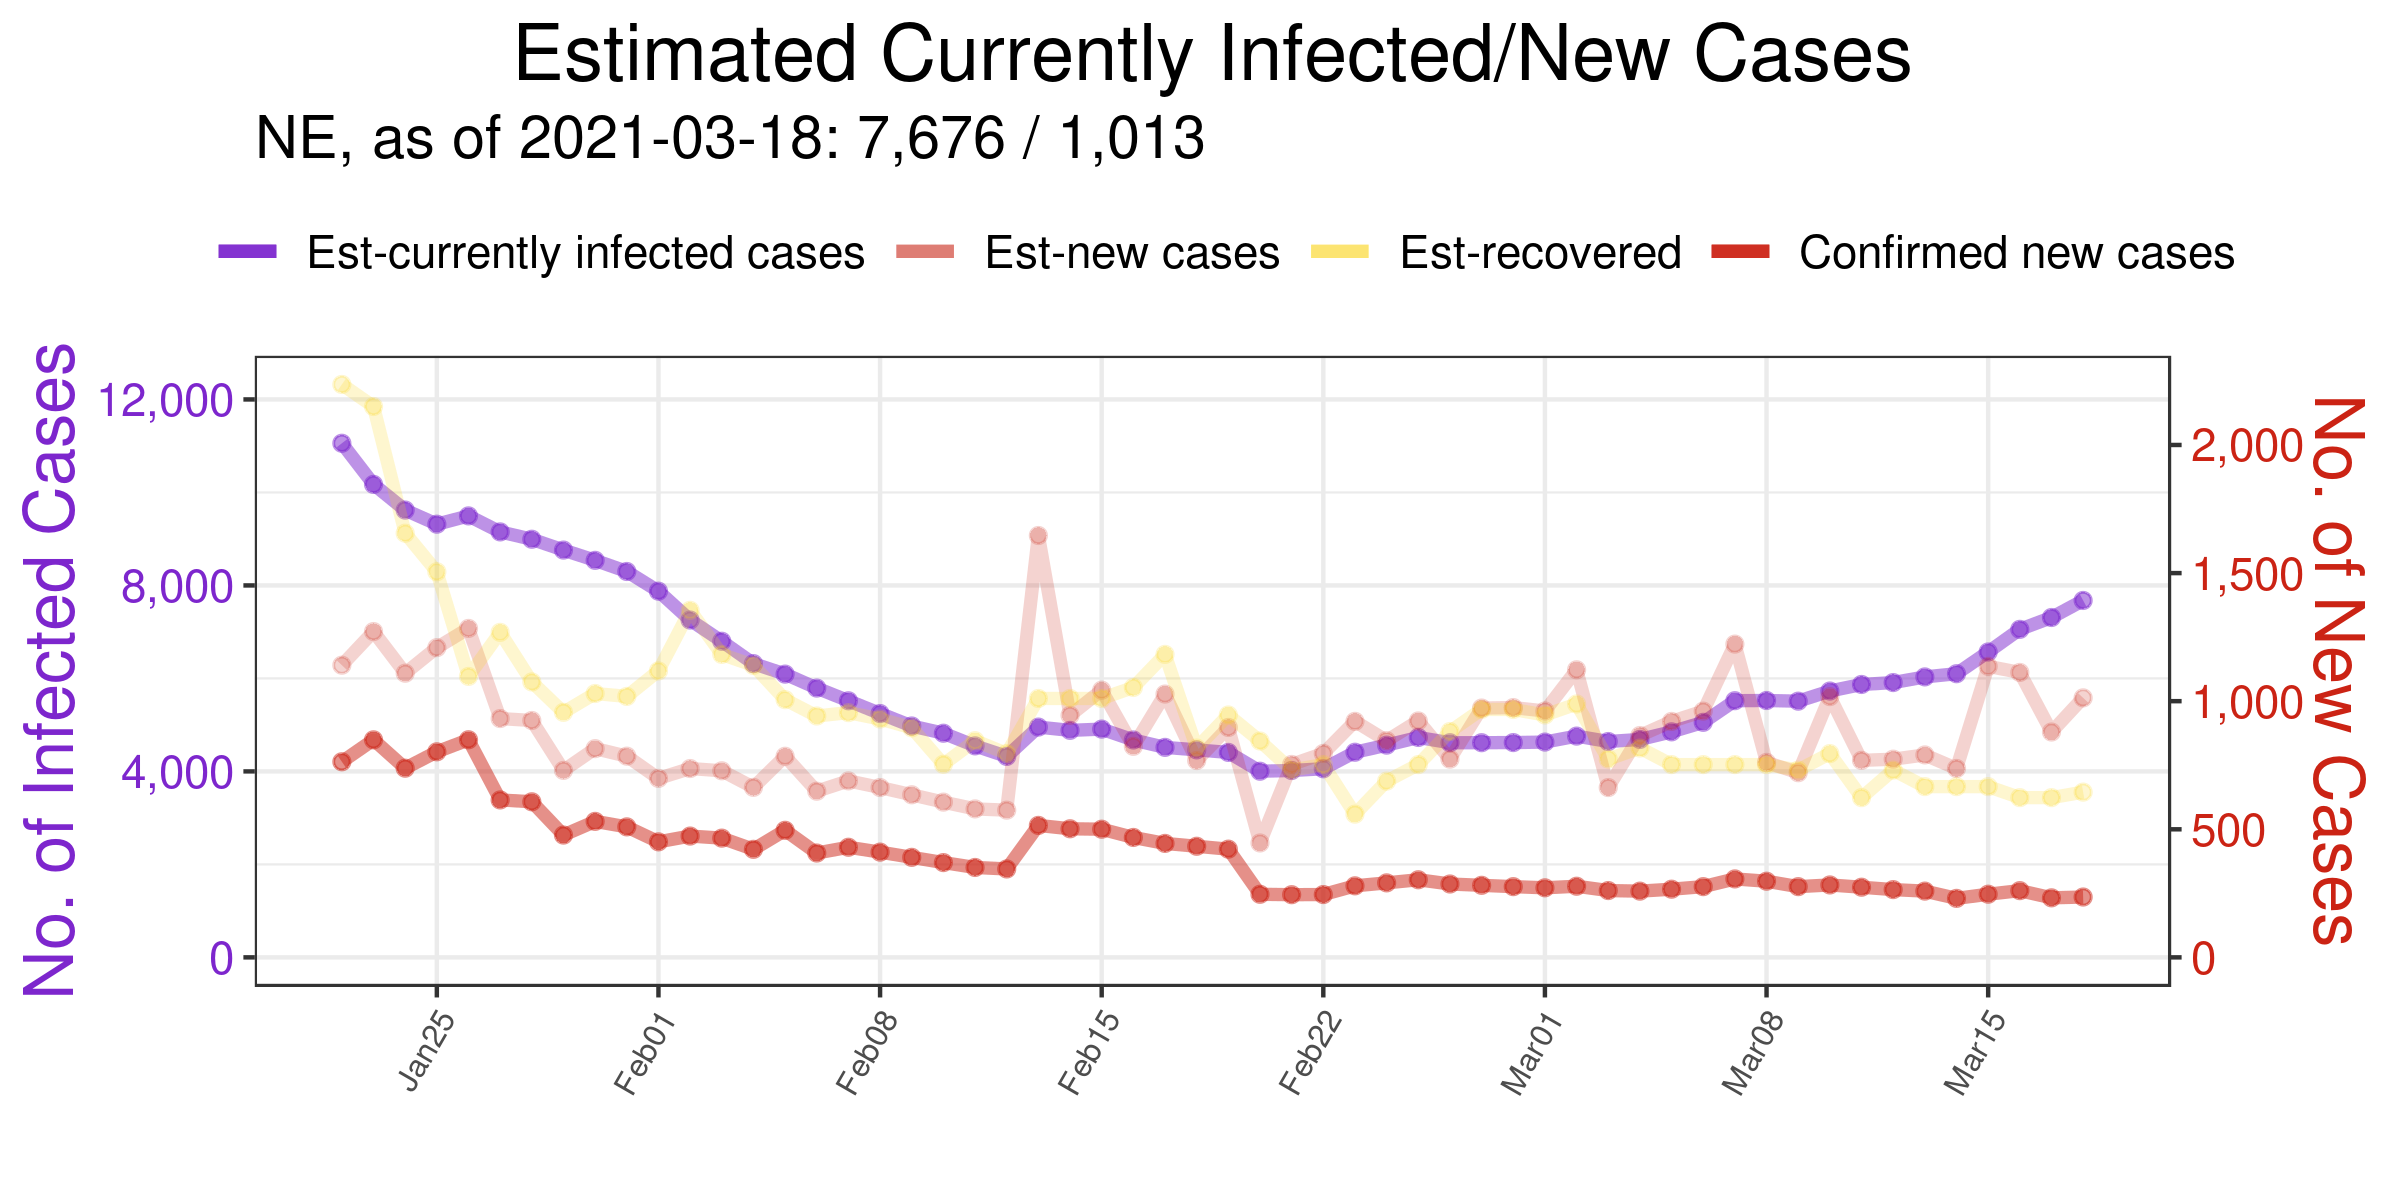 Estimated Currently Infected/New Cases
NE, as of 2021-03-18: 7,676 / 1,013
Est-currently infected cases Est-new cases Est-recovered Confirmed new cases
No. of Infected Cases
12,000
8,000
4,000
0
2,000
1,500
1,000
500
0
No. of New Cases
Jan25 Feb01 Feb08 Feb15 Feb22 Mar01 Mar08 Mar15